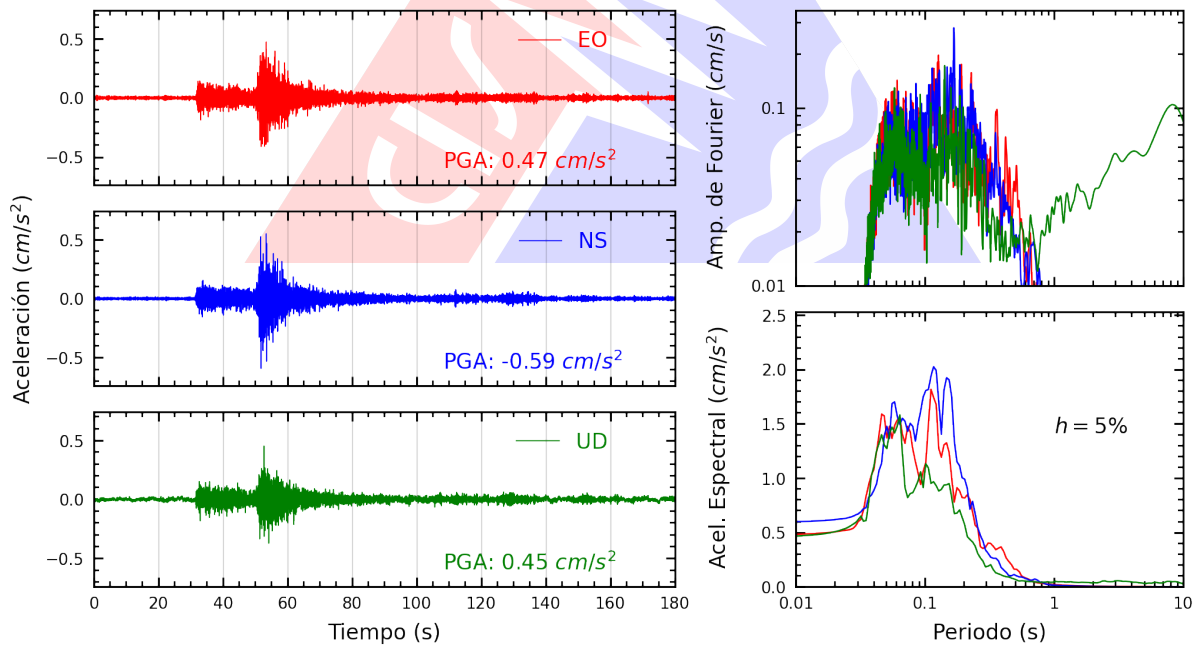 Aceleración (cm/s²)
0.5
0.0
−0.5
EO
PGA: 0.47 cm/s²
0.5
0.0
−0.5
NS
PGA: -0.59 cm/s²
0.5
0.0
−0.5
UD
PGA: 0.45 cm/s²
0 20 40 60 80 100 120 140 160 180
Tiempo (s)
Amp. de Fourier (cm/s)
0.1
0.01
Acel. Espectral (cm/s²)
2.5
2.0
1.5
1.0
0.5
0.0
h = 5%
0.01 0.1 1 10
Periodo (s)